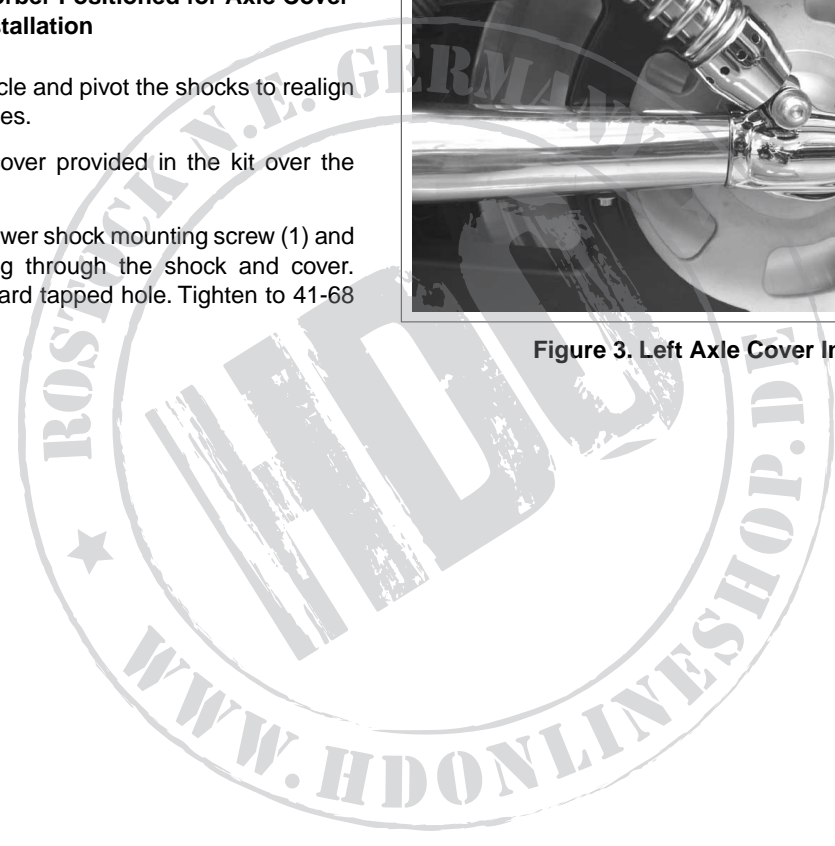 rber Positioned for Axle Cover
stallation
cle and pivot the shocks to realign
es.
over provided in the kit over the
wer shock mounting screw (1) and
g through the shock and cover.
ard tapped hole. Tighten to 41-68
Figure 3. Left Axle Cover In
ROSTOCK N.E. GERMANY
HDO
WWW.HDONLINESHOP.DE